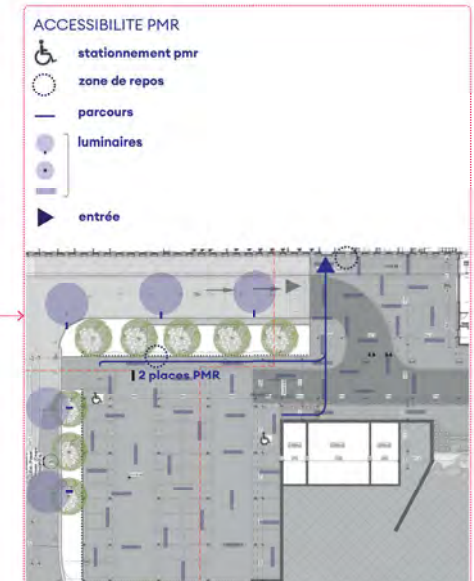 ACCESSIBILITE PMR
stationnement pmr
zone de repos
parcours
luminaires
entrée
2 places PMR